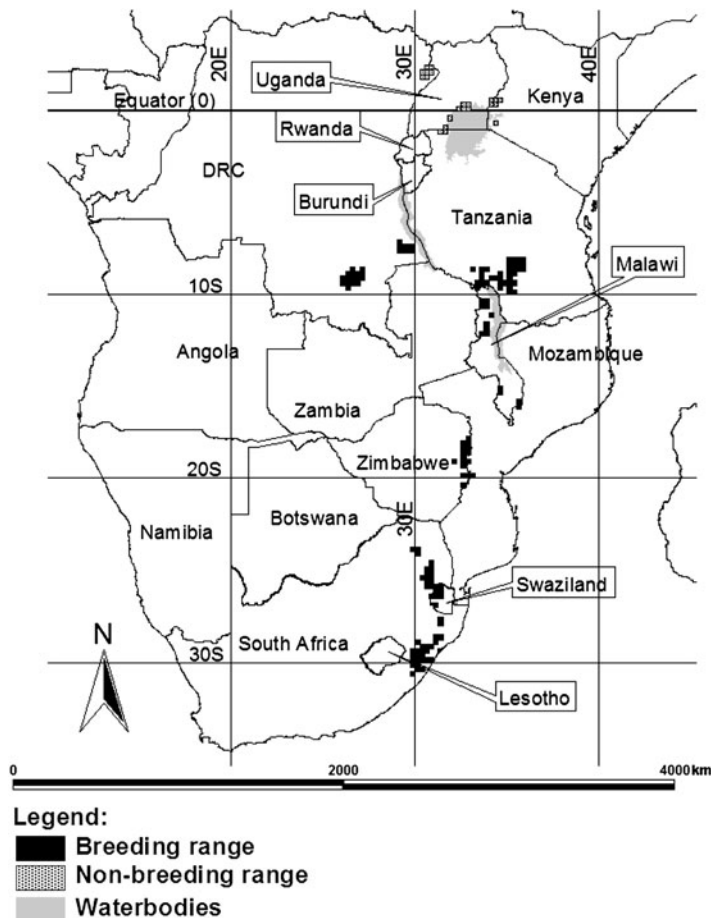 20E
30E
40E
Uganda
Kenya
Equator (0)
Rwanda
DRC
Burundi
Tanzania
Malawi
10S
Angola
Mozambique
Zambia
Zimbabwe
20S
30E
Botswana
Namibia
Swaziland
N
South Africa
30S
Lesotho
0 2000 4000km
Legend:
Breeding range
Non-breeding range
Waterbodies